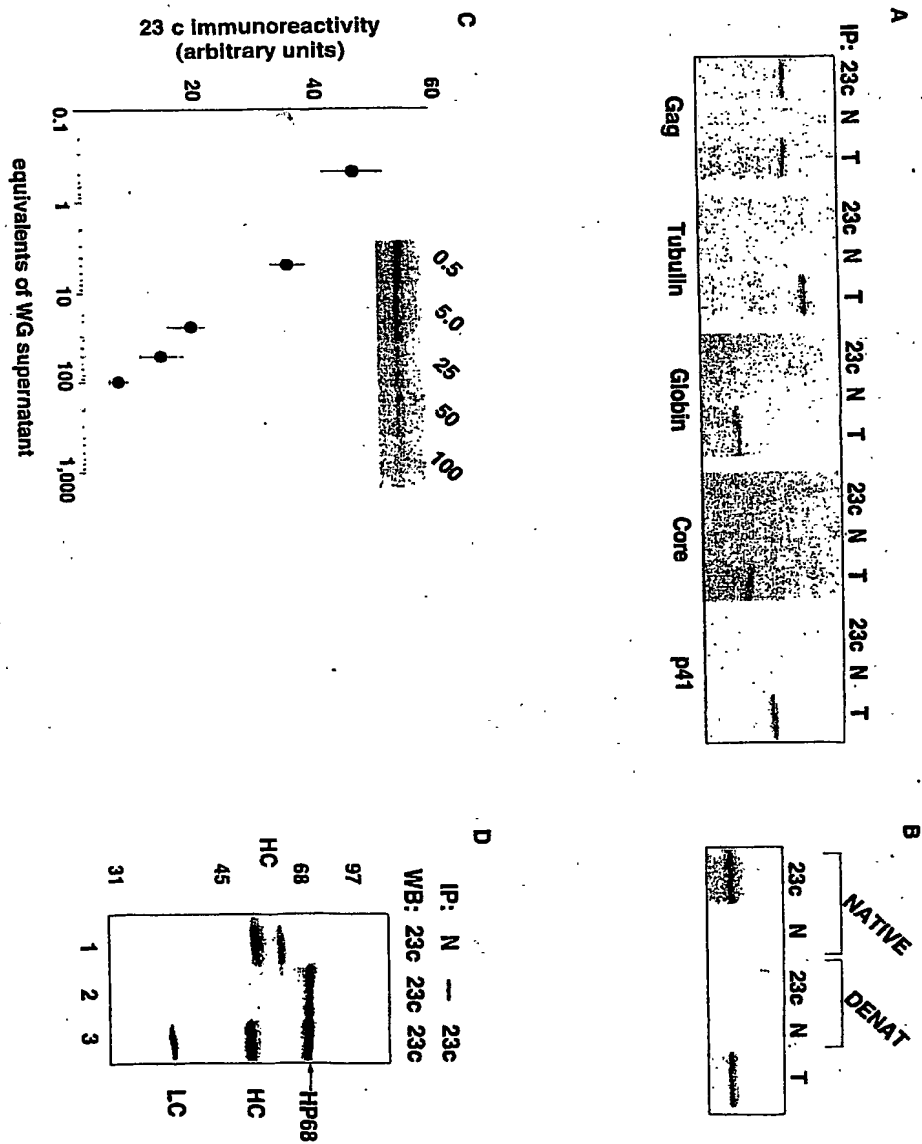 A
IP: 23c N T 23c N T 23c N T 23c N T 23c N T
Gag Tubulin Globin Core p41
B
NATIVE DENAT
23c N 23c N T
C
23 c immunoreactivity
(arbitrary units)
60
40
20
0.1 1 10 100 1,000
equivalents of WG supernatant
0.5 5.0 25 50 100
D
IP: N — 23c
WB: 23c 23c 23c
97
68
HC
45
31
HP68
HC
LC
1 2 3